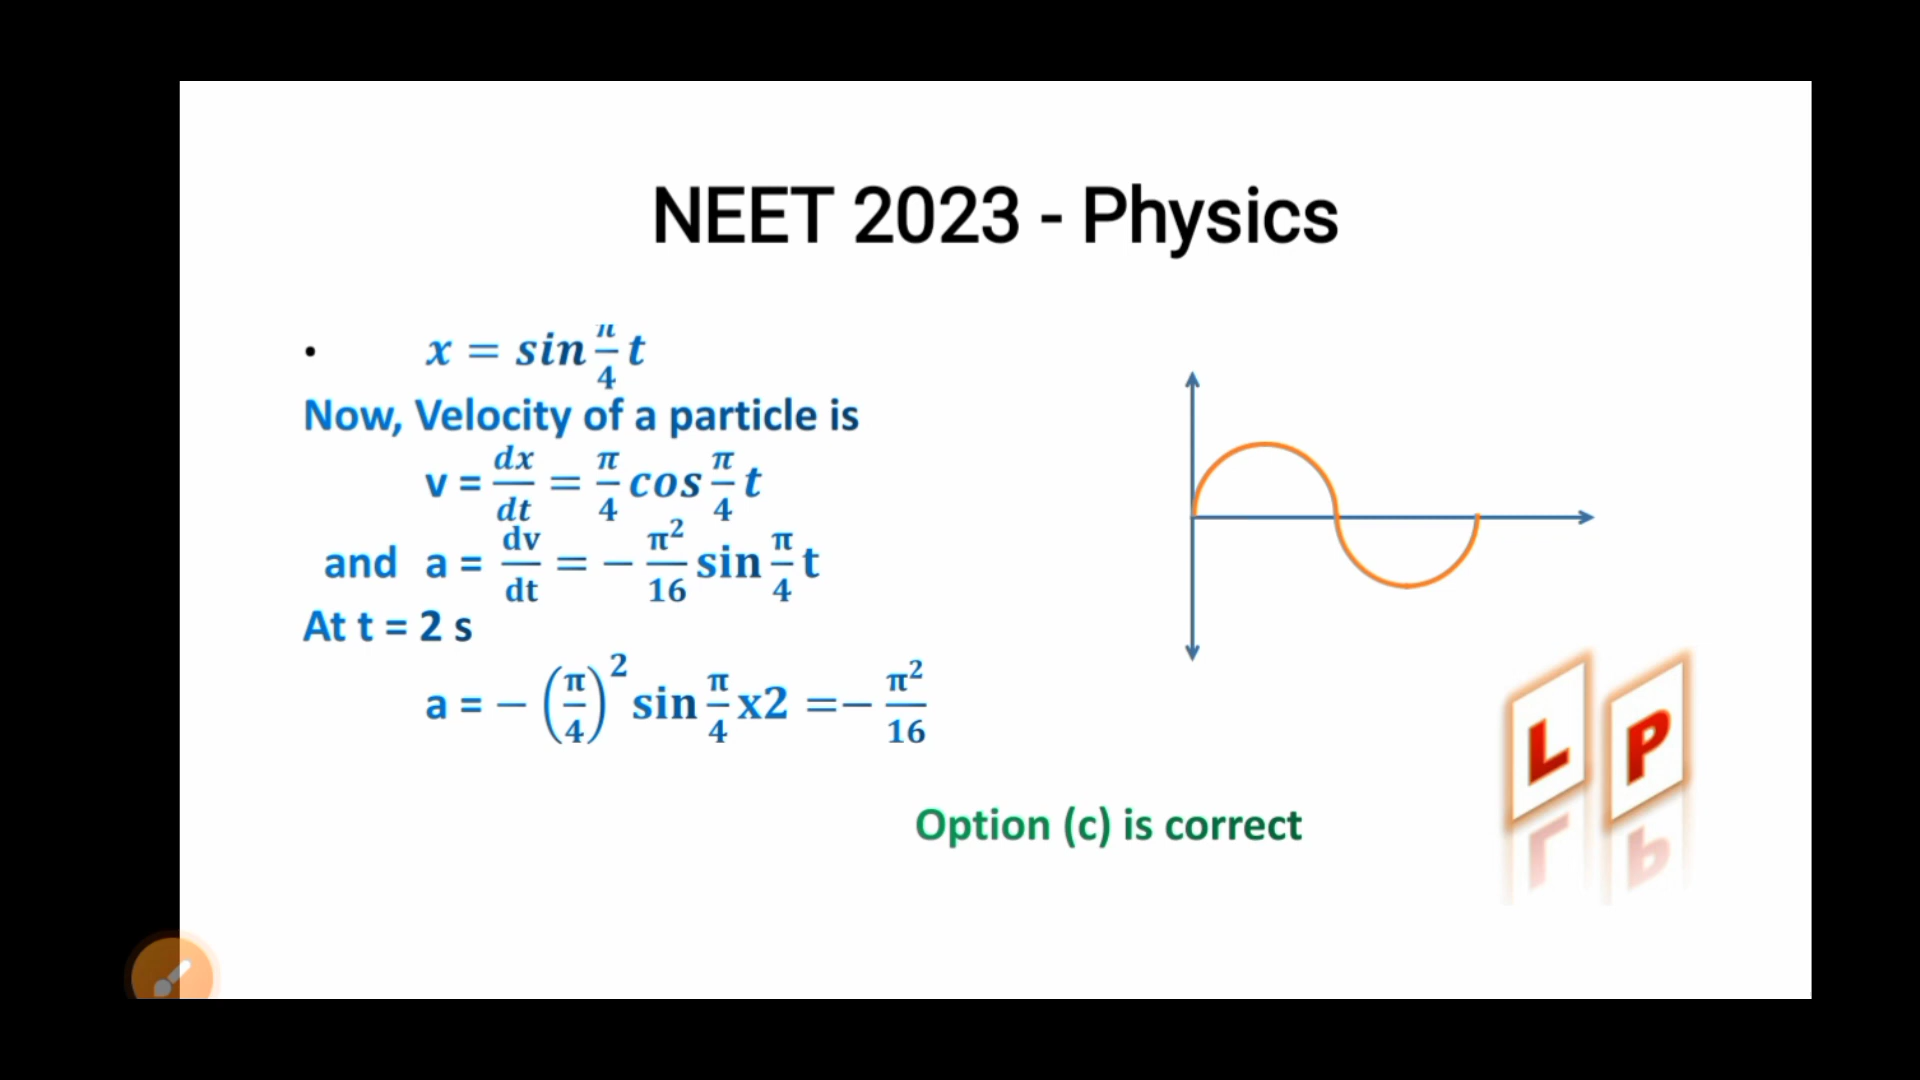 NEET 2023 - Physics
• x = sin π/4 t
Now, Velocity of a particle is
v = dx/dt = π/4 cos π/4 t
and a = dv/dt = − π²/16 sin π/4 t
At t = 2 s
a = − (π/4)² sin π/4 x2 =− π²/16
Option (c) is correct
L P